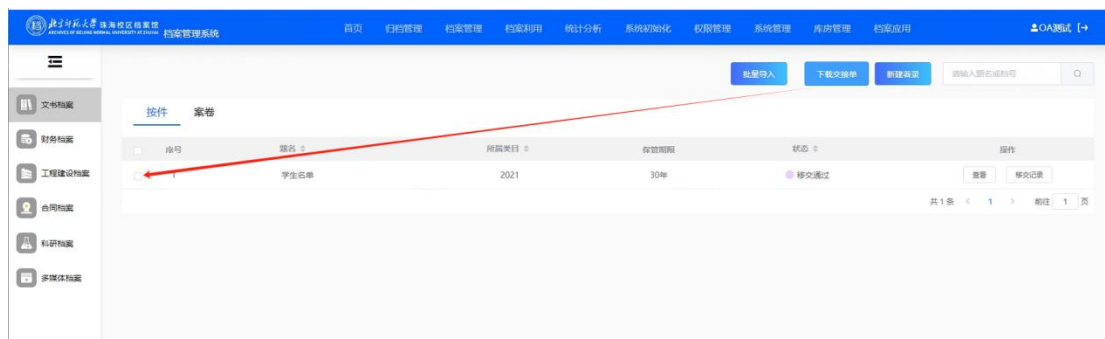 北京师范大学 珠海校区档案馆 档案管理系统
ARCHIVES OF BEIJING NORMAL UNIVERSITY AT ZHUHAI
首页 归档管理 档案管理 档案利用 统计分析 系统初始化 权限管理 系统管理 库房管理 档案应用 OA测试
批量导入 下载交接单 新建著录 请输入题名或档号
文书档案
财务档案
工程建设档案
合同档案
科研档案
多媒体档案
按件 案卷
序号 题名 所属类目 保管期限 状态 操作
1 学生名单 2021 30年 移交通过 查看 移交记录
共 1 条 < 1 > 前往 1 页